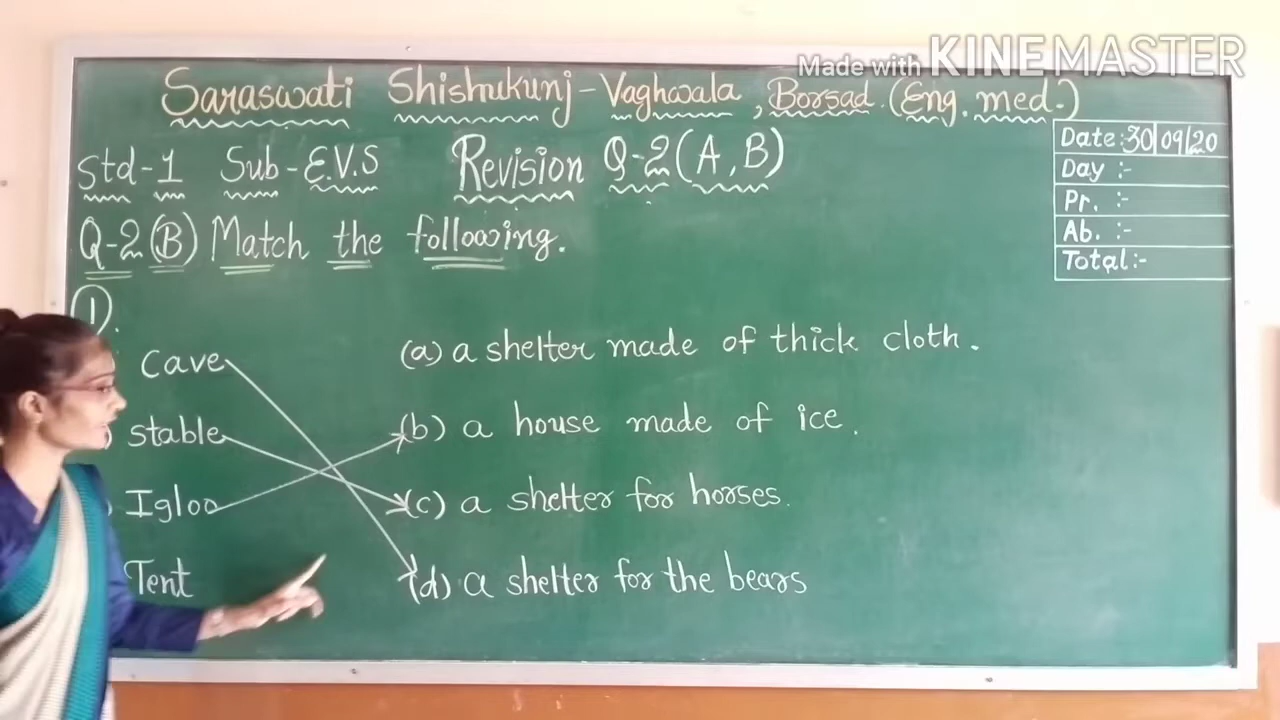 Made with KINEMASTER
Saraswati Shishukunj-Vaghwala, Borsad. (Eng. med.)
Std-1 Sub-E.V.S Revision Q-2(A, B)
Date:30|09|20
Day :-
Pr. :-
Ab. :-
Total:-
Q-2(B) Match the following.
1.
Cave (a) a shelter made of thick cloth.
stable (b) a house made of ice.
Igloo (c) a shelter for horses.
Tent (d) a shelter for the bears